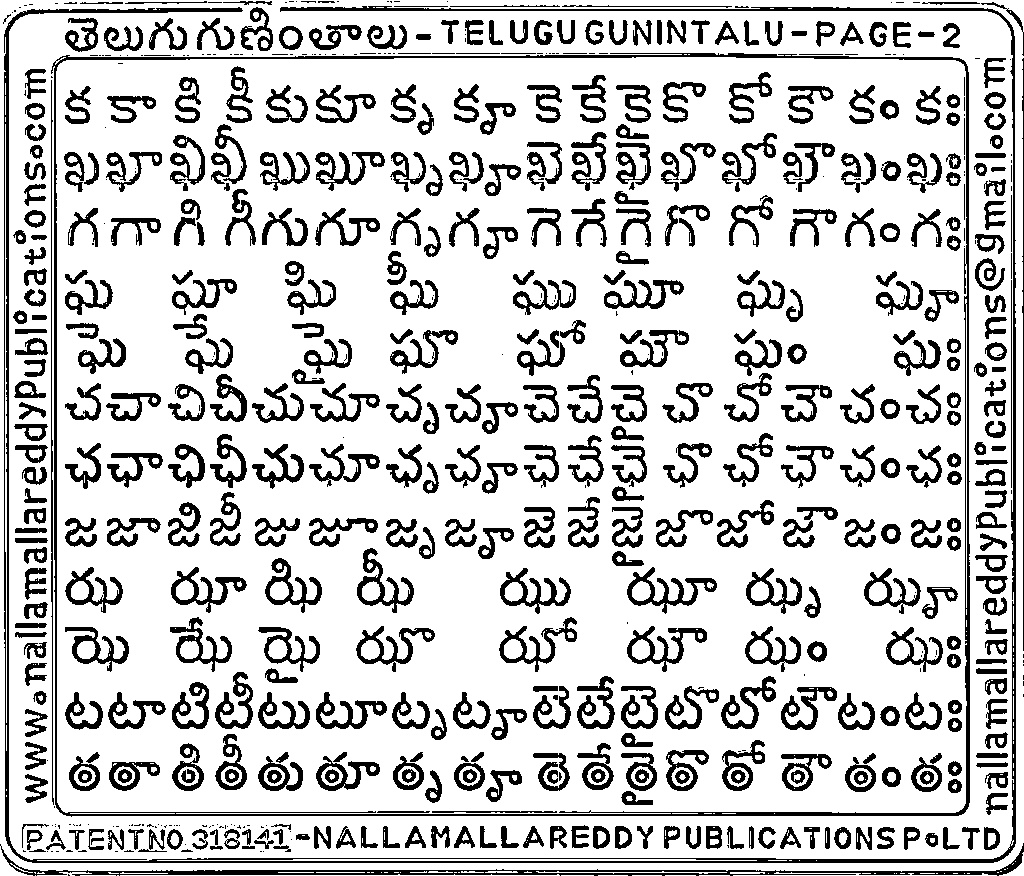 తెలుగు గుణింతాలు - TELUGU GUNINTALU - PAGE - 2
www.nallamallareddyPublications.com
క కా కి కీ కు కూ కృ కౄ కె కే కై కొ కో కౌ కం కః
ఖ ఖా ఖి ఖీ ఖు ఖూ ఖృ ఖౄ ఖె ఖే ఖై ఖొ ఖో ఖౌ ఖం ఖః
గ గా గి గీ గు గూ గృ గౄ గె గే గై గొ గో గౌ గం గః
ఘ ఘా ఘి ఘీ ఘు ఘూ ఘృ ఘౄ
ఘె ఘే ఘై ఘొ ఘో ఘౌ ఘం ఘః
చ చా చి చీ చు చూ చృ చౄ చె చే చై చొ చో చౌ చం చః
ఛ ఛా ఛి ఛీ ఛు ఛూ ఛృ ఛౄ ఛె ఛే ఛై ఛొ ఛో ఛౌ ఛం ఛః
జ జా జి జీ జు జూ జృ జౄ జె జే జై జొ జో జౌ జం జః
ఝ ఝా ఝి ఝీ ఝు ఝూ ఝృ ఝౄ
ఝె ఝే ఝై ఝొ ఝో ఝౌ ఝం ఝః
ట టా టి టీ టు టూ టృ టౄ టె టే టై టొ టో టౌ టం టః
ఠ ఠా ఠి ఠీ ఠు ఠూ ఠృ ఠౄ ఠె ఠే ఠై ఠొ ఠో ఠౌ ఠం ఠః
nallamallareddyPublications@gmail.com
PATENT NO 318141 - NALLAMALLAREDDY PUBLICATIONS P.LTD